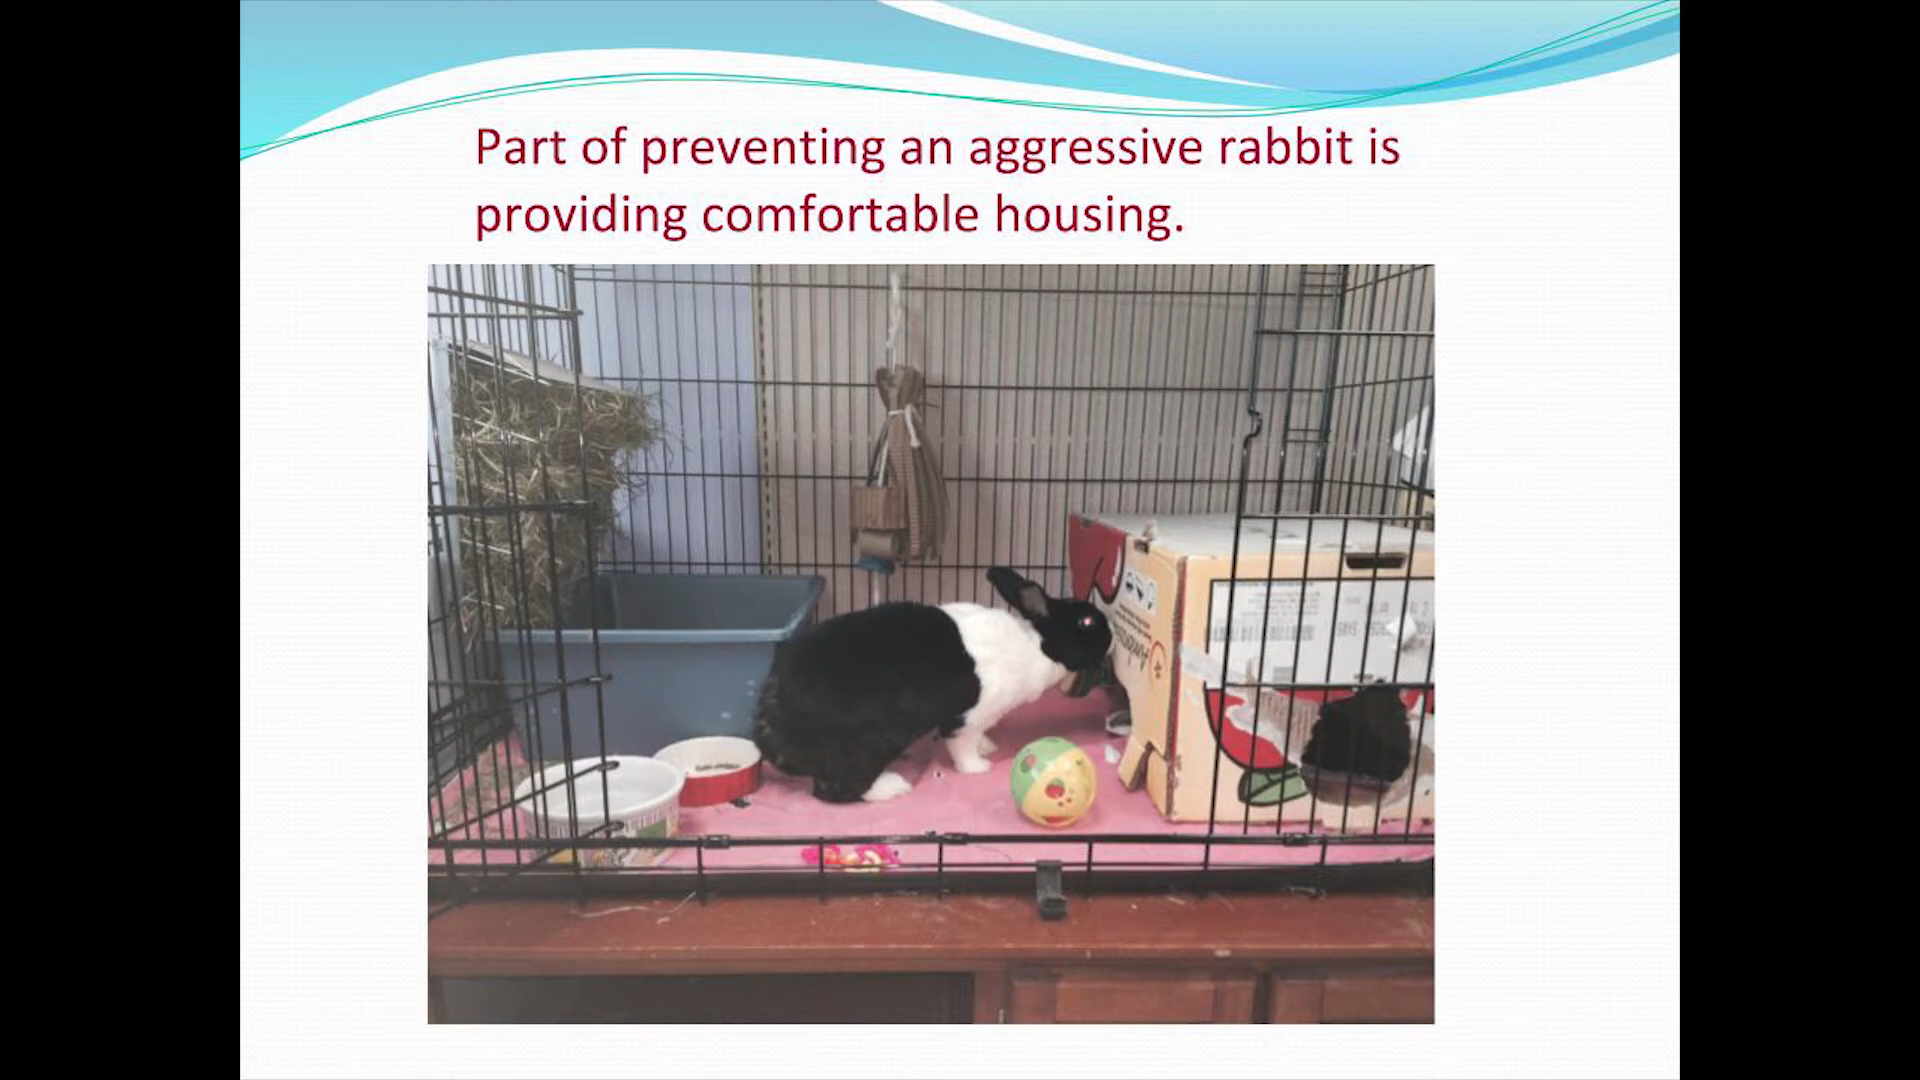 Part of preventing an aggressive rabbit is
providing comfortable housing.